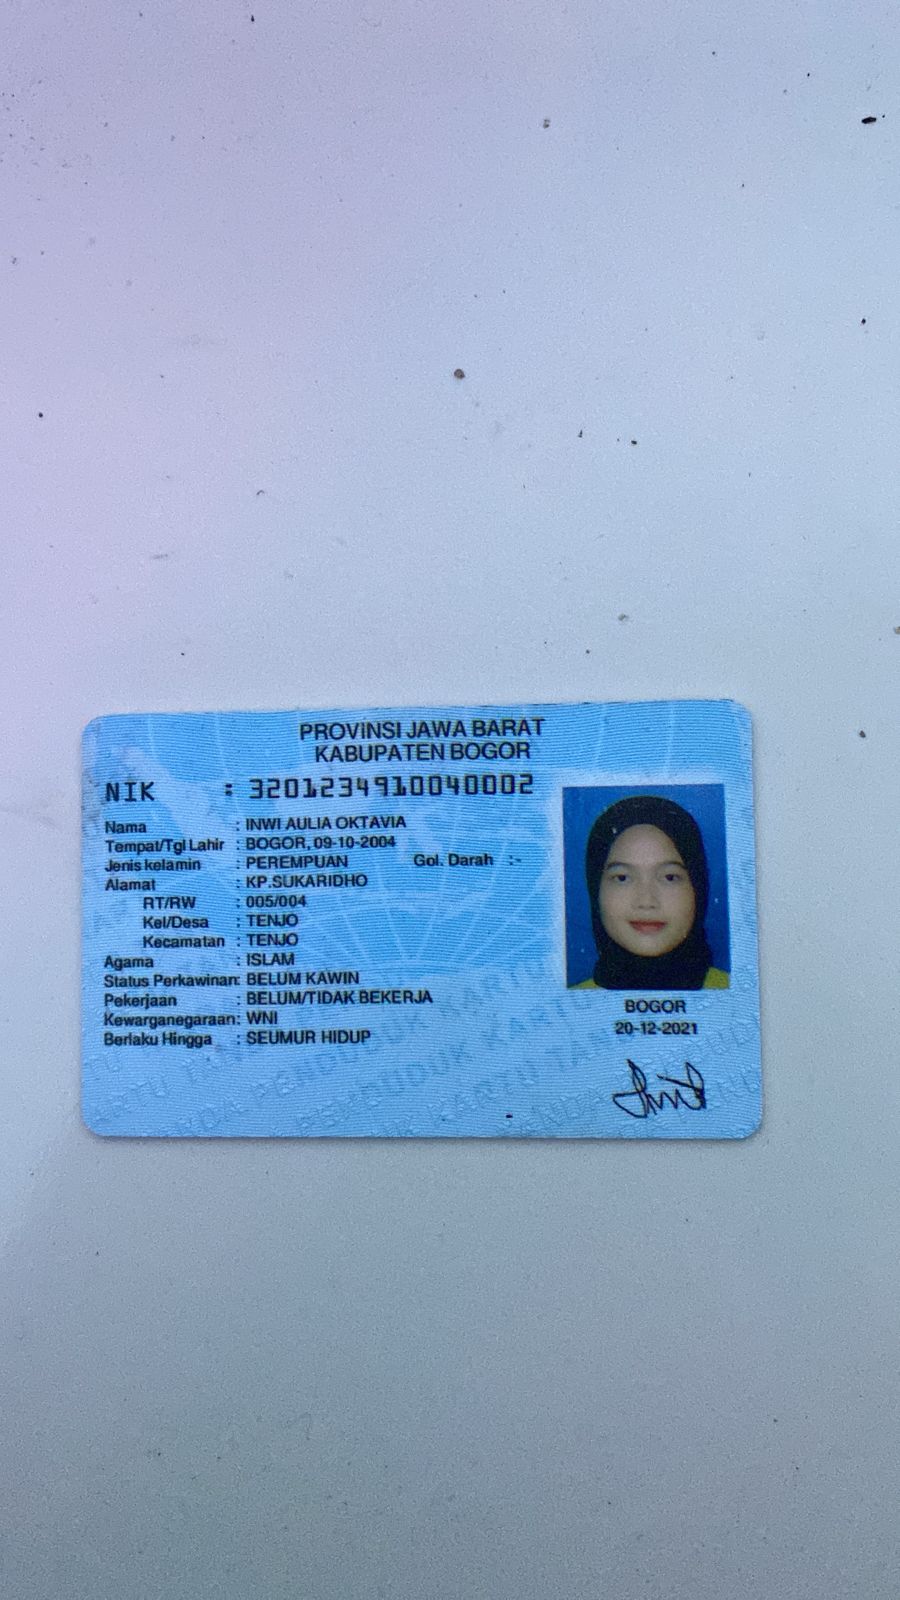 PROVINSI JAWA BARAT
KABUPATEN BOGOR
NIK : 3201234910040002
Nama : INWI AULIA OKTAVIA
Tempat/Tgl Lahir : BOGOR, 09-10-2004
Jenis kelamin : PEREMPUAN Gol. Darah :-
Alamat : KP.SUKARIDHO
RT/RW : 005/004
Kel/Desa : TENJO
Kecamatan : TENJO
Agama : ISLAM
Status Perkawinan: BELUM KAWIN
Pekerjaan : BELUM/TIDAK BEKERJA
Kewarganegaraan: WNI
Berlaku Hingga : SEUMUR HIDUP
BOGOR
20-12-2021